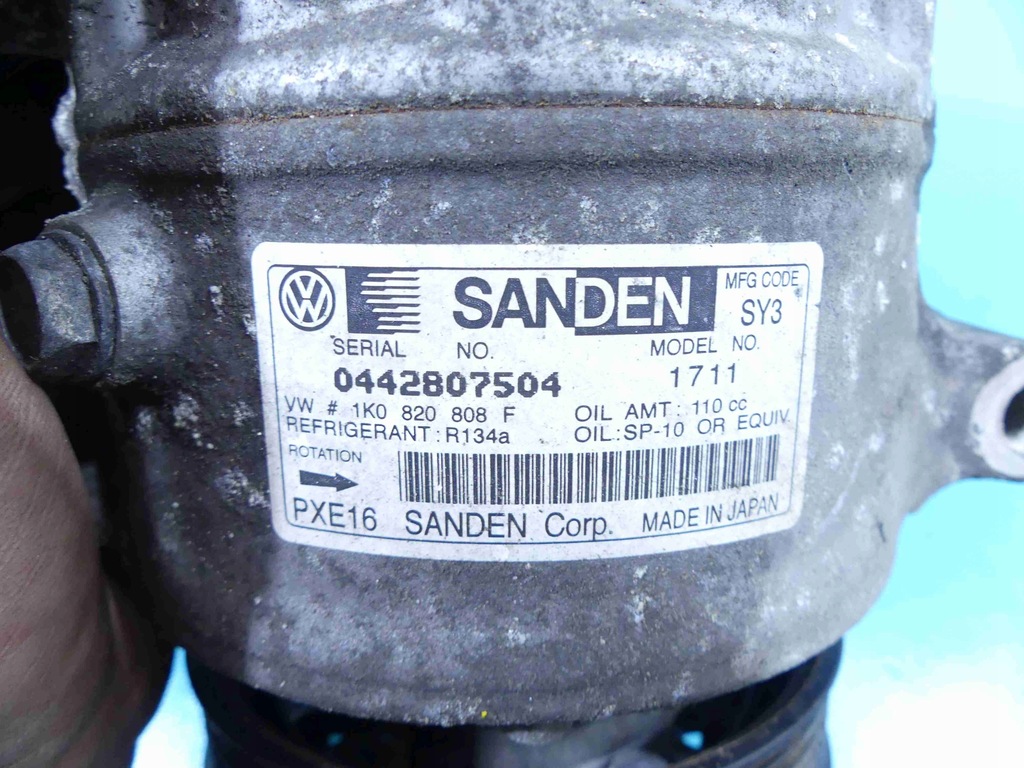 VW SANDEN MFG CODE
SY3
SERIAL NO. MODEL NO.
0442807504 1711
VW # 1K0 820 808 F OIL AMT: 110 cc
REFRIGERANT: R134a OIL: SP-10 OR EQUIV.
ROTATION
PXE16 SANDEN Corp. MADE IN JAPAN